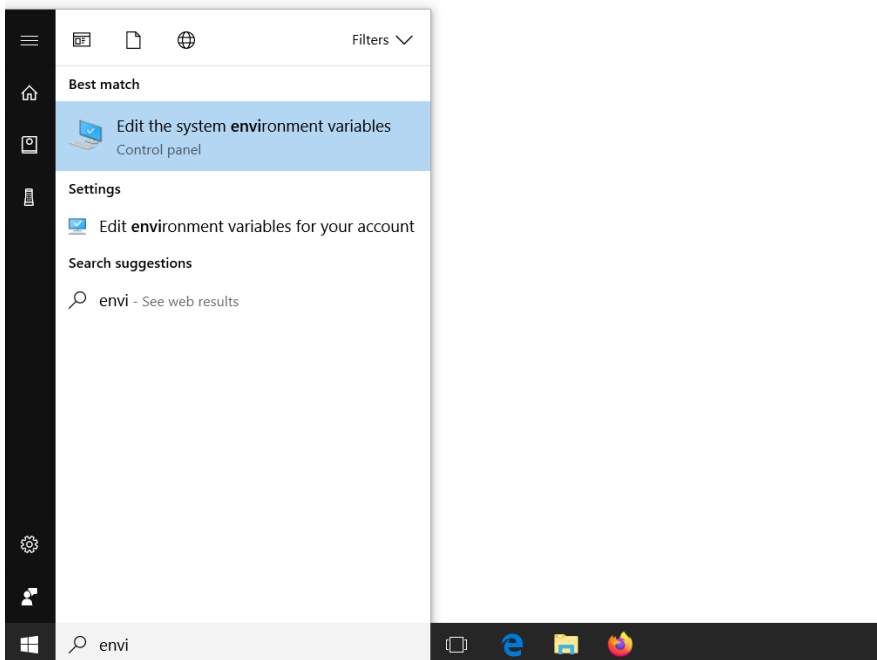 Filters
Best match
Edit the system environment variables
Control panel
Settings
Edit environment variables for your account
Search suggestions
envi - See web results
envi